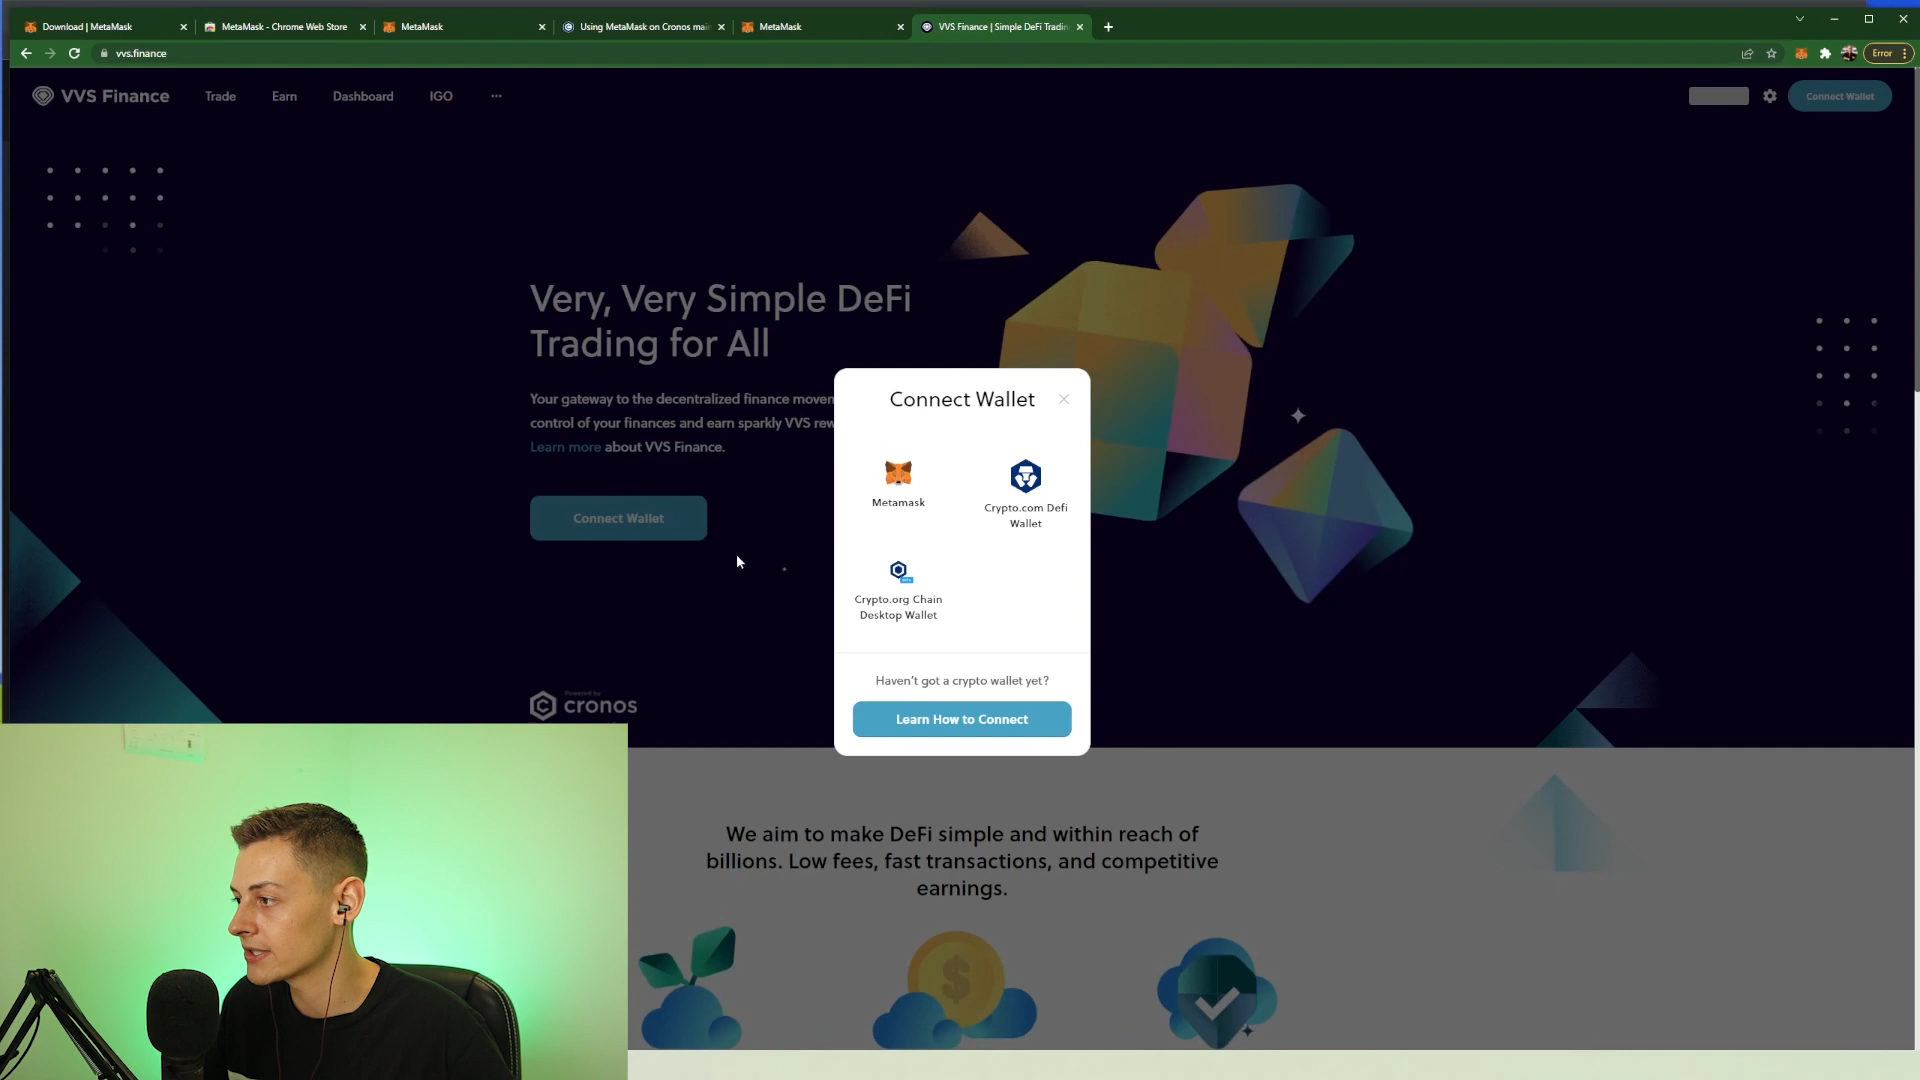 Download | MetaMask
MetaMask - Chrome Web Store
MetaMask
Using MetaMask on Cronos mai
MetaMask
VVS Finance | Simple DeFi Tradin
vvs.finance
Error
VVS Finance
Trade
Earn
Dashboard
IGO
Connect Wallet
Very, Very Simple DeFi
Trading for All
Your gateway to the decentralized finance movem
control of your finances and earn sparkly VVS rew
Learn more about VVS Finance.
Connect Wallet
Powered by
cronos
Connect Wallet
Metamask
Crypto.com Defi
Wallet
Crypto.org Chain
Desktop Wallet
Haven't got a crypto wallet yet?
Learn How to Connect
We aim to make DeFi simple and within reach of
billions. Low fees, fast transactions, and competitive
earnings.